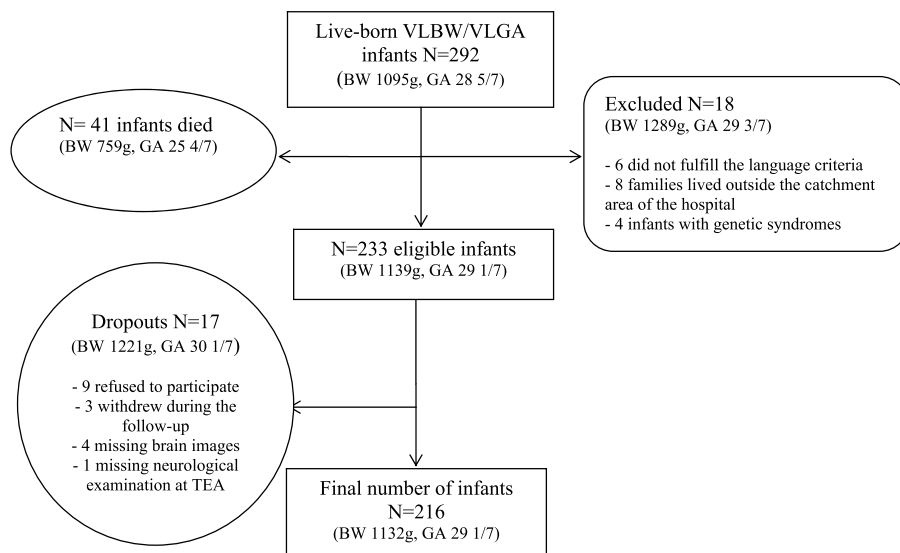 Live-born VLBW/VLGA
infants N=292
(BW 1095g, GA 28 5/7)
N= 41 infants died
(BW 759g, GA 25 4/7)
Excluded N=18
(BW 1289g, GA 29 3/7)
- 6 did not fulfill the language criteria
- 8 families lived outside the catchment
area of the hospital
- 4 infants with genetic syndromes
N=233 eligible infants
(BW 1139g, GA 29 1/7)
Dropouts N=17
(BW 1221g, GA 30 1/7)
- 9 refused to participate
- 3 withdrew during the
follow-up
- 4 missing brain images
- 1 missing neurological
examination at TEA
Final number of infants
N=216
(BW 1132g, GA 29 1/7)